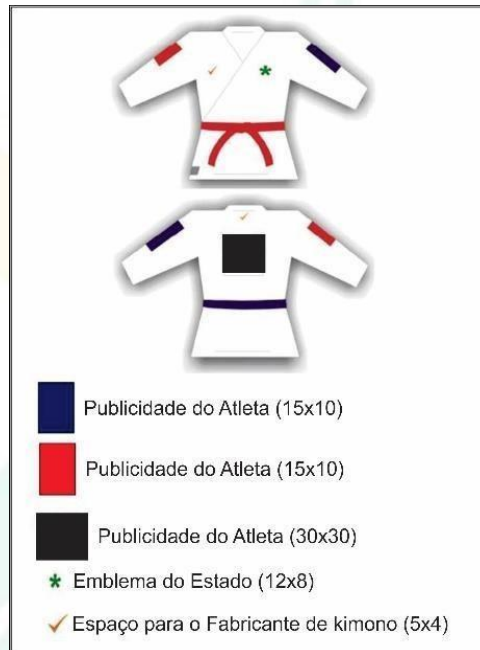 Publicidade do Atleta (15x10)
Publicidade do Atleta (15x10)
Publicidade do Atleta (30x30)
Emblema do Estado (12x8)
Espaço para o Fabricante de kimono (5x4)